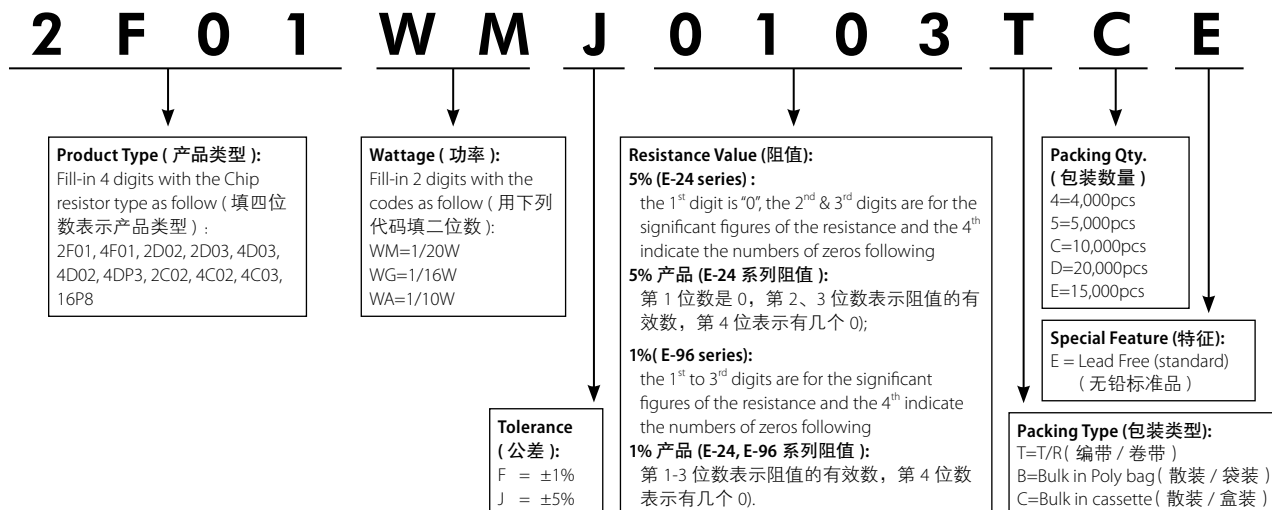 2 F 0 1 W M J 0 1 0 3 T C E
Product Type ( 产品类型 ):
Fill-in 4 digits with the Chip
resistor type as follow ( 填四位
数表示产品类型 ) :
2F01, 4F01, 2D02, 2D03, 4D03,
4D02, 4DP3, 2C02, 4C02, 4C03,
16P8
Wattage ( 功率 ):
Fill-in 2 digits with the
codes as follow ( 用下列
代码填二位数 ):
WM=1/20W
WG=1/16W
WA=1/10W
Tolerance
( 公差 ):
F = ±1%
J = ±5%
Resistance Value (阻值):
5% (E-24 series) :
the 1st digit is “0”, the 2nd & 3rd digits are for the
significant figures of the resistance and the 4th
indicate the numbers of zeros following
5% 产品 (E-24 系列阻值 ):
第 1 位数是 0，第 2、3 位数表示阻值的有
效数，第 4 位表示有几个 0);
1%( E-96 series):
the 1st to 3rd digits are for the significant
figures of the resistance and the 4th indicate
the numbers of zeros following
1% 产品 (E-24, E-96 系列阻值 ):
第 1-3 位数表示阻值的有效数，第 4 位数
表示有几个 0).
Packing Qty.
( 包装数量 )
4=4,000pcs
5=5,000pcs
C=10,000pcs
D=20,000pcs
E=15,000pcs
Special Feature (特征):
E = Lead Free (standard)
( 无铅标准品 )
Packing Type (包装类型):
T=T/R( 编带 / 卷带 )
B=Bulk in Poly bag( 散装 / 袋装 )
C=Bulk in cassette( 散装 / 盒装 )